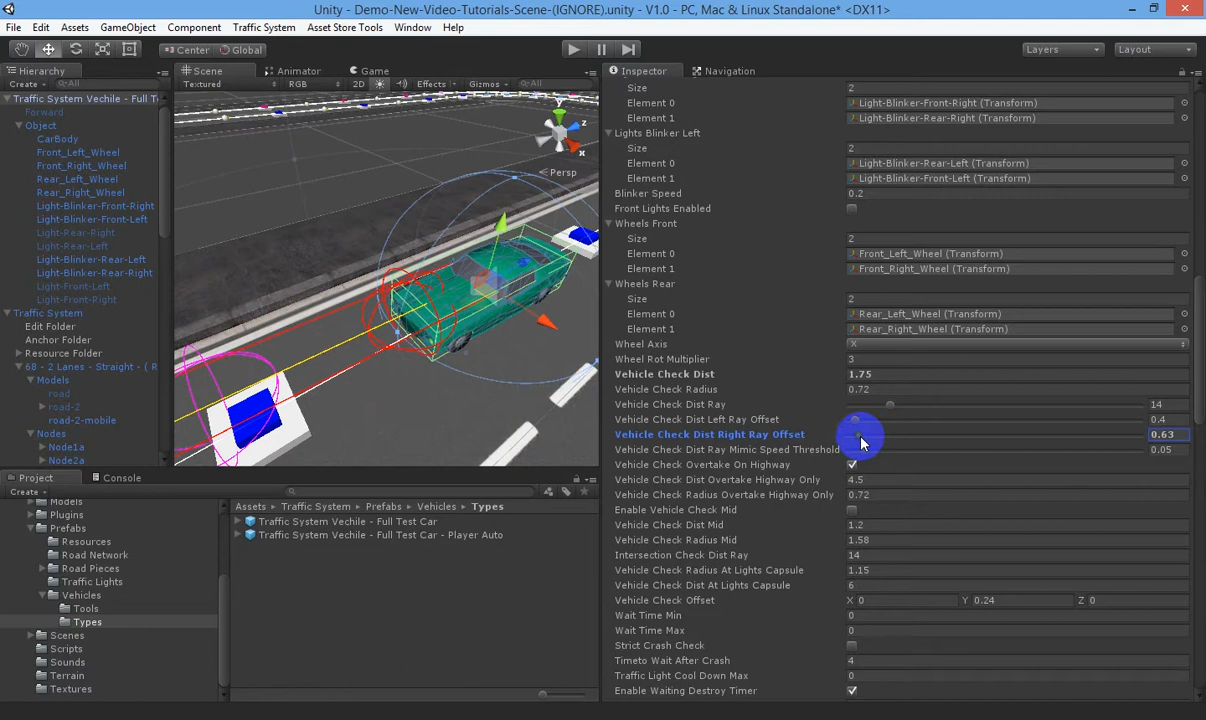 Unity - Demo-New-Video-Tutorials-Scene-(IGNORE).unity - V1.0 - PC, Mac & Linux Standalone* <DX11>
File Edit Assets GameObject Component Traffic System Asset Store Tools Window Help
Center Global Layers Layout
Hierarchy
Create All
Traffic System Vechile - Full T
Forward
Object
CarBody
Front_Left_Wheel
Front_Right_Wheel
Rear_Left_Wheel
Rear_Right_Wheel
Light-Blinker-Front-Right
Light-Blinker-Front-Left
Light-Rear-Right
Light-Rear-Left
Light-Blinker-Rear-Left
Light-Blinker-Rear-Right
Light-Front-Left
Light-Front-Right
Traffic System
Edit Folder
Anchor Folder
Resource Folder
68 - 2 Lanes - Straight - ( R
Models
road
road-2
road-2-mobile
Nodes
Node1a
Node2a
Scene Animator Game
Textured RGB 2D Effects Gizmos All
y
z
x
Persp
Inspector Navigation
Size 2
Element 0 Light-Blinker-Front-Right (Transform)
Element 1 Light-Blinker-Rear-Right (Transform)
Lights Blinker Left
Size 2
Element 0 Light-Blinker-Rear-Left (Transform)
Element 1 Light-Blinker-Front-Left (Transform)
Blinker Speed 0.2
Front Lights Enabled
Wheels Front
Size 2
Element 0 Front_Left_Wheel (Transform)
Element 1 Front_Right_Wheel (Transform)
Wheels Rear
Size 2
Element 0 Rear_Left_Wheel (Transform)
Element 1 Rear_Right_Wheel (Transform)
Wheel Axis X
Wheel Rot Multiplier 3
Vehicle Check Dist 1.75
Vehicle Check Radius 0.72
Vehicle Check Dist Ray 14
Vehicle Check Dist Left Ray Offset 0.4
Vehicle Check Dist Right Ray Offset 0.63
Vehicle Check Dist Ray Mimic Speed Threshold 0.05
Vehicle Check Overtake On Highway
Vehicle Check Dist Overtake Highway Only 4.5
Vehicle Check Radius Overtake Highway Only 0.72
Enable Vehicle Check Mid
Vehicle Check Dist Mid 1.2
Vehicle Check Radius Mid 1.58
Intersection Check Dist Ray 14
Vehicle Check Radius At Lights Capsule 1.15
Vehicle Check Dist At Lights Capsule 6
Vehicle Check Offset X 0 Y 0.24 Z 0
Wait Time Min 0
Wait Time Max 0
Strict Crash Check
Timeto Wait After Crash 4
Traffic Light Cool Down Max 0
Enable Waiting Destroy Timer
Project Console
Create
Models
Plugins
Prefabs
Resources
Road Network
Road Pieces
Traffic Lights
Vehicles
Tools
Types
Scenes
Scripts
Sounds
Terrain
Textures
Assets Traffic System Prefabs Vehicles Types
Traffic System Vechile - Full Test Car
Traffic System Vechile - Full Test Car - Player Auto